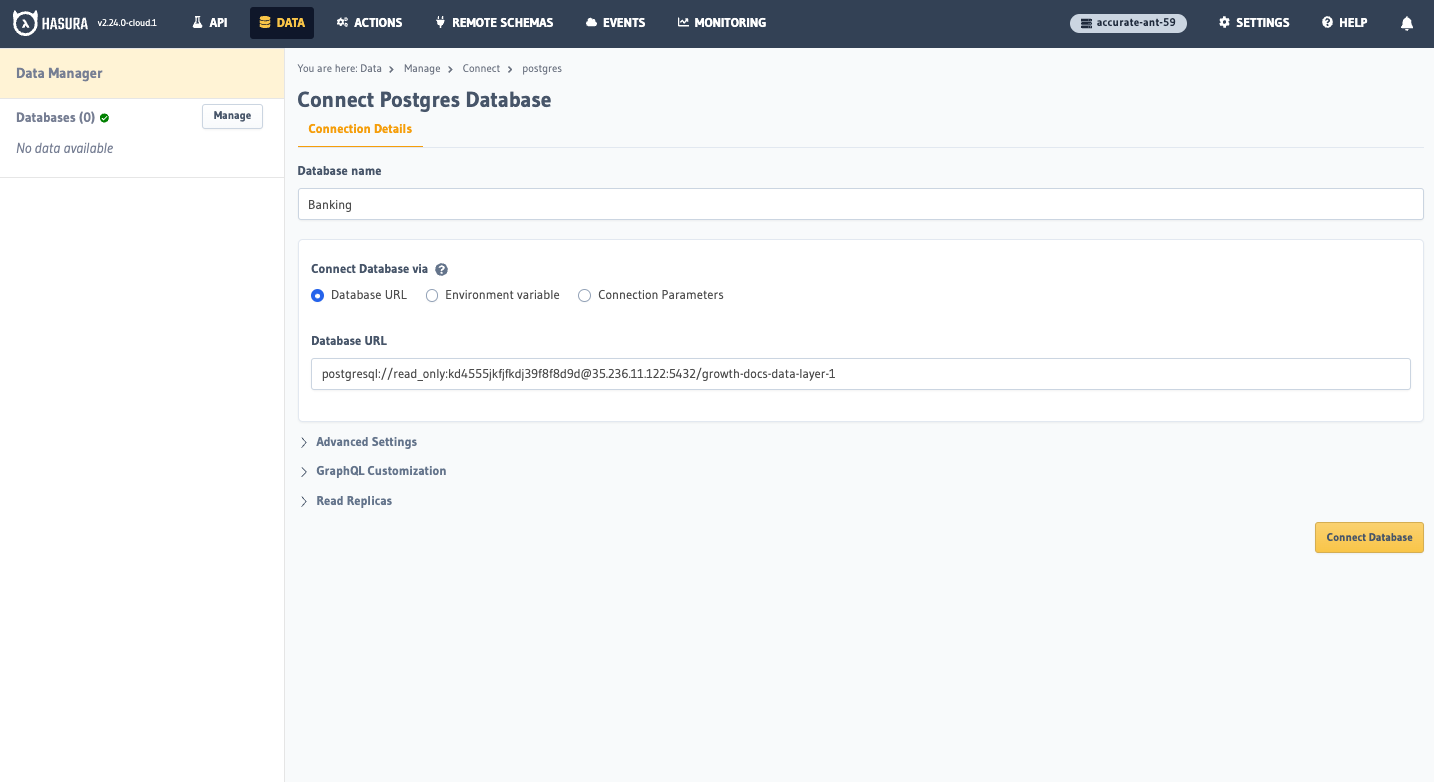 HASURA v2.24.0-cloud.1 API DATA ACTIONS REMOTE SCHEMAS EVENTS MONITORING accurate-ant-59 SETTINGS HELP
Data Manager
Databases (0) Manage
No data available
You are here: Data > Manage > Connect > postgres
Connect Postgres Database
Connection Details
Database name
Banking
Connect Database via
Database URL Environment variable Connection Parameters
Database URL
postgresql://read_only:kd4555jkfjfkdj39f8f8d9d@35.236.11.122:5432/growth-docs-data-layer-1
Advanced Settings
GraphQL Customization
Read Replicas
Connect Database